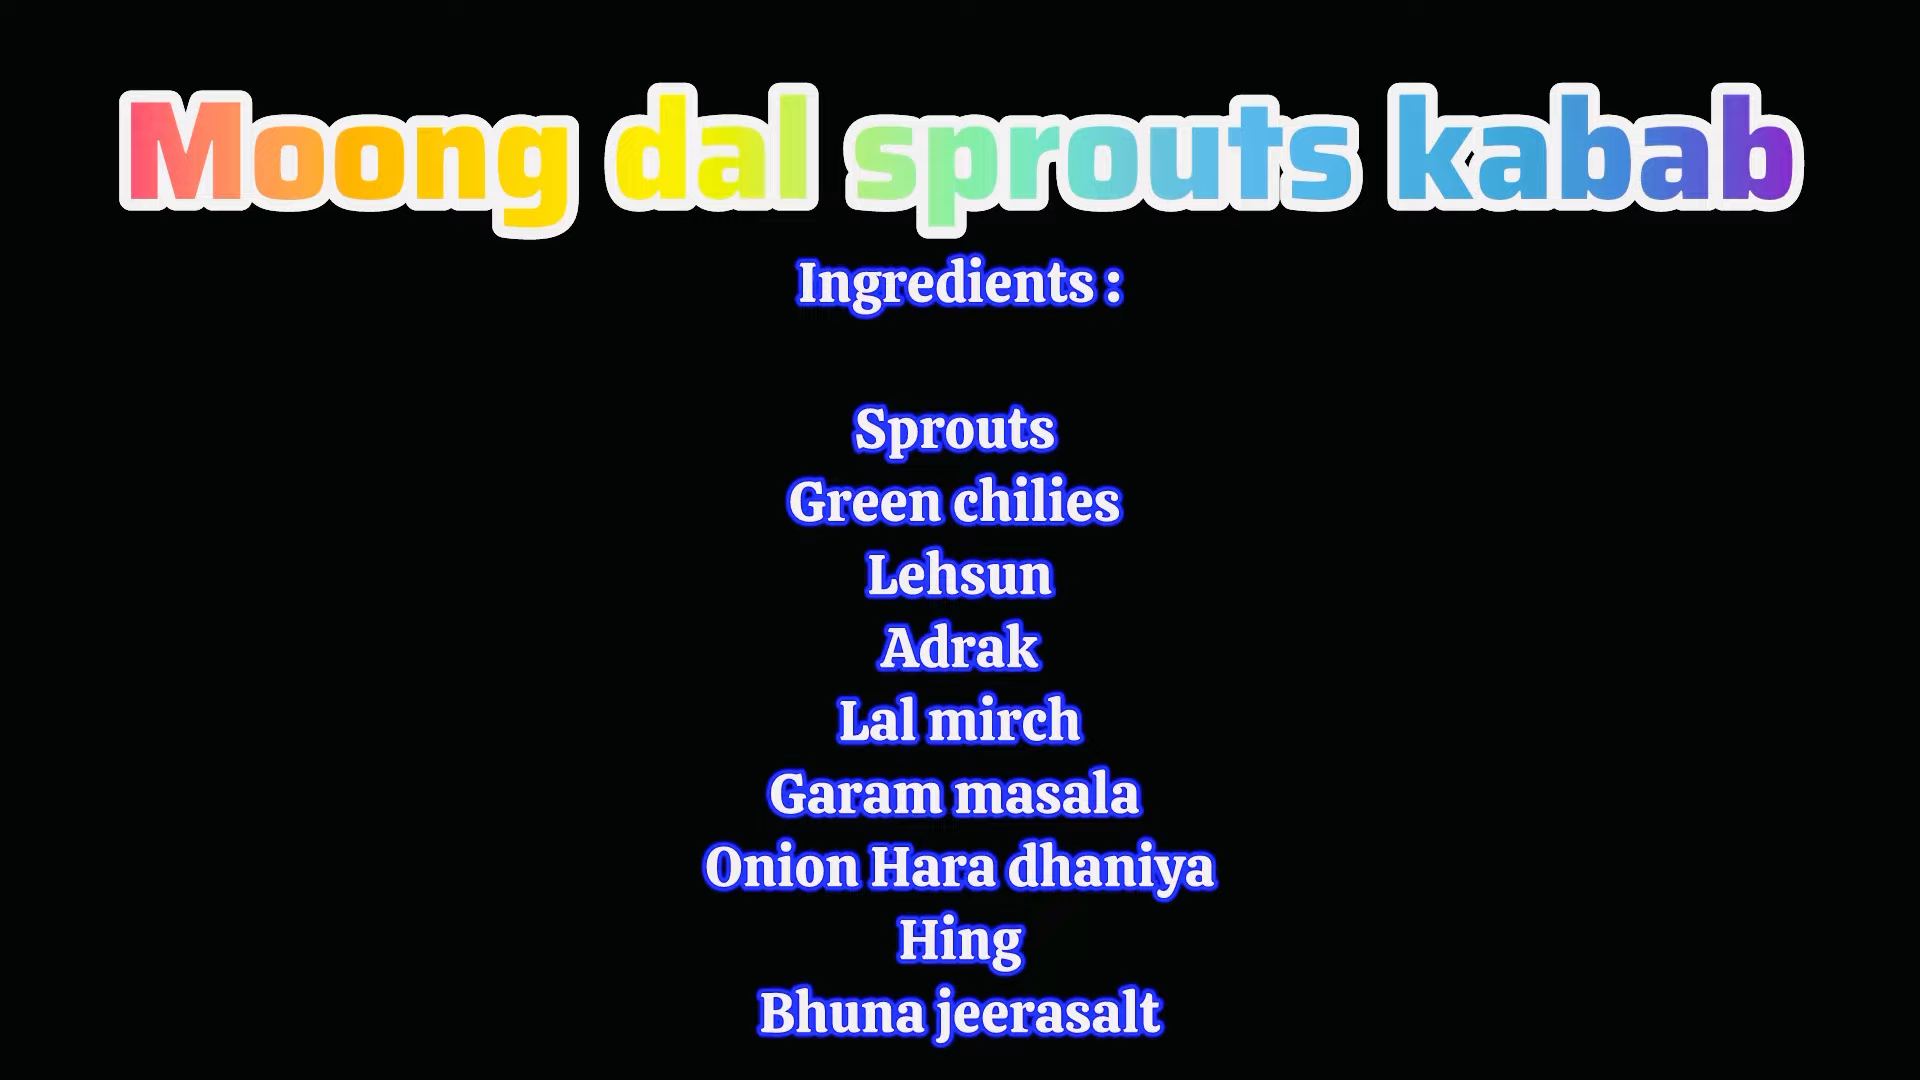 Moong dal sprouts kabab
Ingredients :
Sprouts
Green chilies
Lehsun
Adrak
Lal mirch
Garam masala
Onion Hara dhaniya
Hing
Bhuna jeerasalt